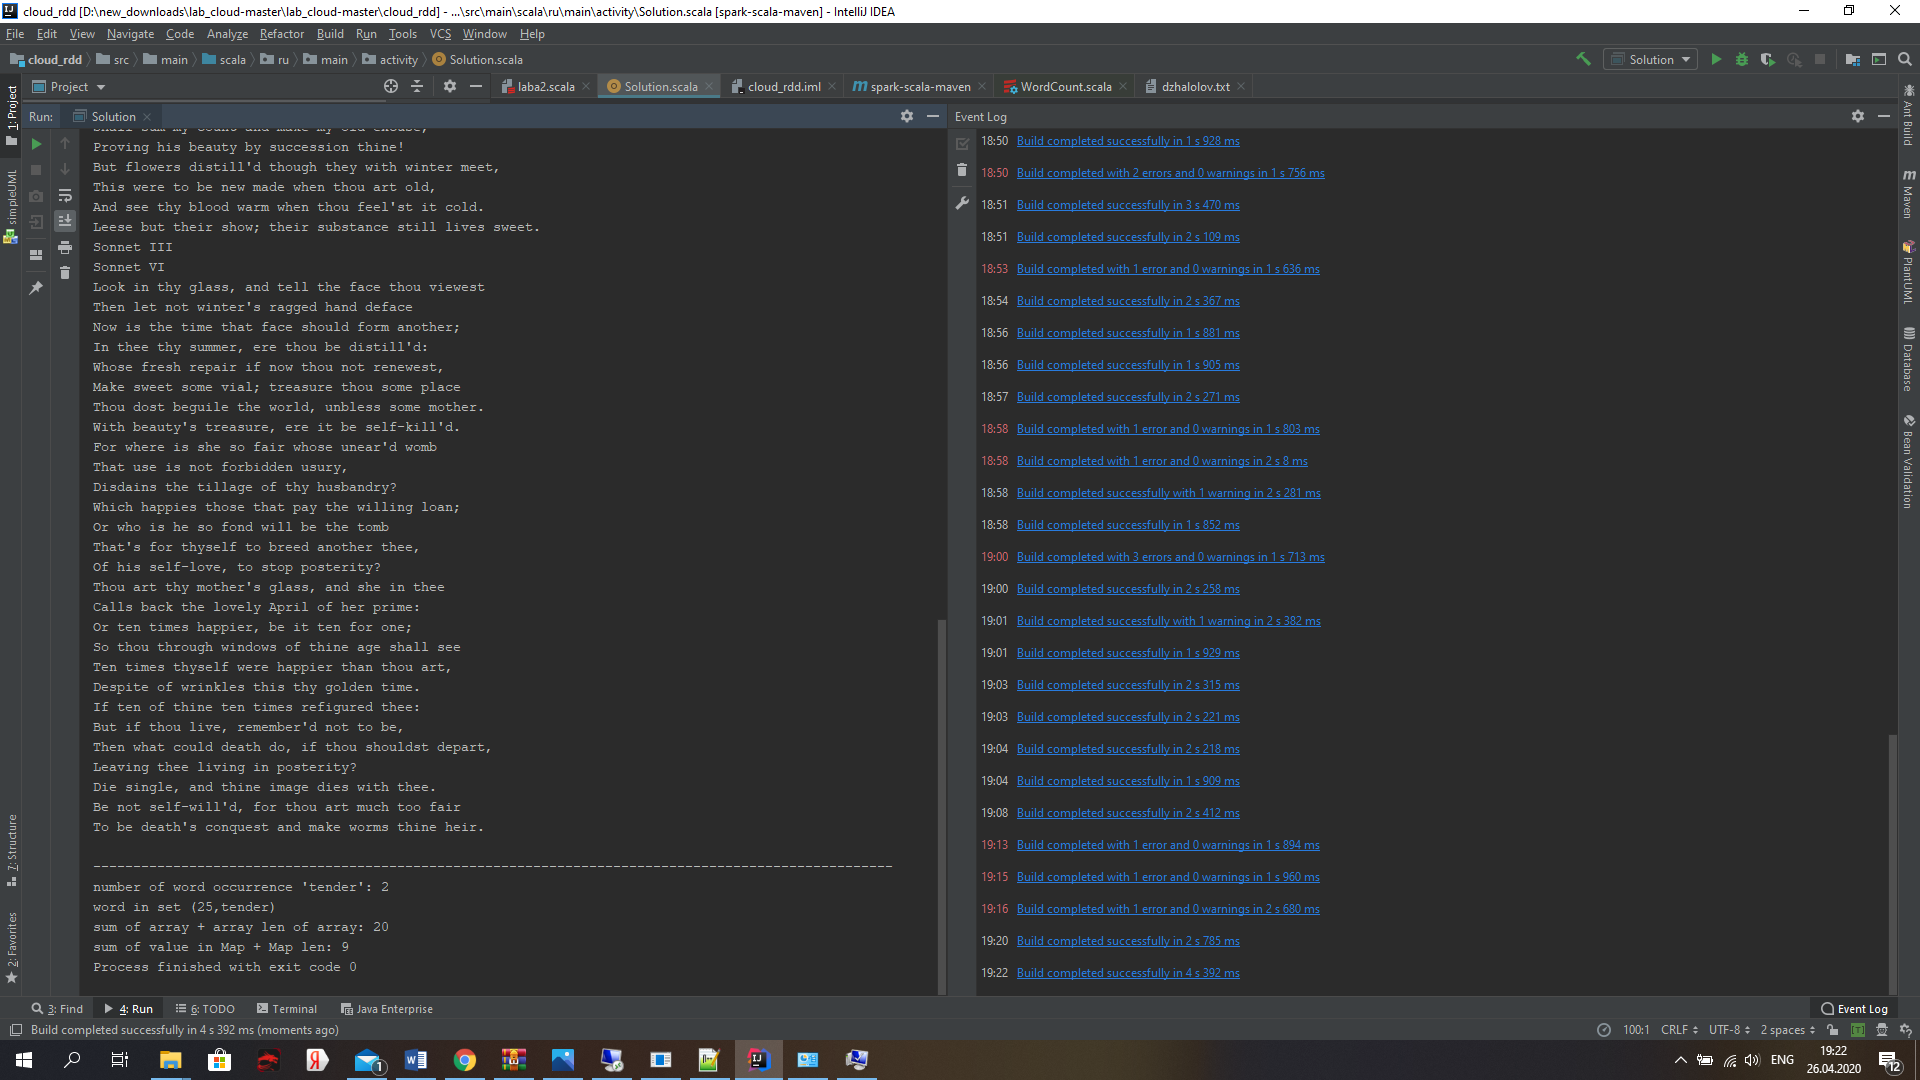 cloud_rdd [D:\new_downloads\lab_cloud-master\lab_cloud-master\cloud_rdd] - ...\src\main\scala\ru\main\activity\Solution.scala [spark-scala-maven] - IntelliJ IDEA
File Edit View Navigate Code Analyze Refactor Build Run Tools VCS Window Help
cloud_rdd src main scala ru main activity Solution.scala
Solution
Project
laba2.scala Solution.scala cloud_rdd.iml spark-scala-maven WordCount.scala dzhalolov.txt
Run: Solution
Proving his beauty by succession thine!
But flowers distill'd though they with winter meet,
This were to be new made when thou art old,
And see thy blood warm when thou feel'st it cold.
Leese but their show; their substance still lives sweet.
Sonnet III
Sonnet VI
Look in thy glass, and tell the face thou viewest
Then let not winter's ragged hand deface
Now is the time that face should form another;
In thee thy summer, ere thou be distill'd:
Whose fresh repair if now thou not renewest,
Make sweet some vial; treasure thou some place
Thou dost beguile the world, unbless some mother.
With beauty's treasure, ere it be self-kill'd.
For where is she so fair whose unear'd womb
That use is not forbidden usury,
Disdains the tillage of thy husbandry?
Which happies those that pay the willing loan;
Or who is he so fond will be the tomb
That's for thyself to breed another thee,
Of his self-love, to stop posterity?
Thou art thy mother's glass, and she in thee
Calls back the lovely April of her prime:
Or ten times happier, be it ten for one;
So thou through windows of thine age shall see
Ten times thyself were happier than thou art,
Despite of wrinkles this thy golden time.
If ten of thine ten times refigured thee:
But if thou live, remember'd not to be,
Then what could death do, if thou shouldst depart,
Leaving thee living in posterity?
Die single, and thine image dies with thee.
Be not self-will'd, for thou art much too fair
To be death's conquest and make worms thine heir.
----------------------------------------------------------------------------------------------------
number of word occurrence 'tender': 2
word in set (25,tender)
sum of array + array len of array: 20
sum of value in Map + Map len: 9
Process finished with exit code 0
Event Log
18:50 Build completed successfully in 1 s 928 ms
18:50 Build completed with 2 errors and 0 warnings in 1 s 756 ms
18:51 Build completed successfully in 3 s 470 ms
18:51 Build completed successfully in 2 s 109 ms
18:53 Build completed with 1 error and 0 warnings in 1 s 636 ms
18:54 Build completed successfully in 2 s 367 ms
18:56 Build completed successfully in 1 s 881 ms
18:56 Build completed successfully in 1 s 905 ms
18:57 Build completed successfully in 2 s 271 ms
18:58 Build completed with 1 error and 0 warnings in 1 s 803 ms
18:58 Build completed with 1 error and 0 warnings in 2 s 8 ms
18:58 Build completed successfully with 1 warning in 2 s 281 ms
18:58 Build completed successfully in 1 s 852 ms
19:00 Build completed with 3 errors and 0 warnings in 1 s 713 ms
19:00 Build completed successfully in 2 s 258 ms
19:01 Build completed successfully with 1 warning in 2 s 382 ms
19:01 Build completed successfully in 1 s 929 ms
19:03 Build completed successfully in 2 s 315 ms
19:03 Build completed successfully in 2 s 221 ms
19:04 Build completed successfully in 2 s 218 ms
19:04 Build completed successfully in 1 s 909 ms
19:08 Build completed successfully in 2 s 412 ms
19:13 Build completed with 1 error and 0 warnings in 1 s 894 ms
19:15 Build completed with 1 error and 0 warnings in 1 s 960 ms
19:16 Build completed with 1 error and 0 warnings in 2 s 680 ms
19:20 Build completed successfully in 2 s 785 ms
19:22 Build completed successfully in 4 s 392 ms
1: Project
simpleUML
7: Structure
2: Favorites
Ant Build
Maven
PlantUML
Database
Bean Validation
3: Find 4: Run 6: TODO Terminal Java Enterprise Event Log
Build completed successfully in 4 s 392 ms (moments ago) 100:1 CRLF UTF-8 2 spaces
ENG
19:22
26.04.2020
12
1